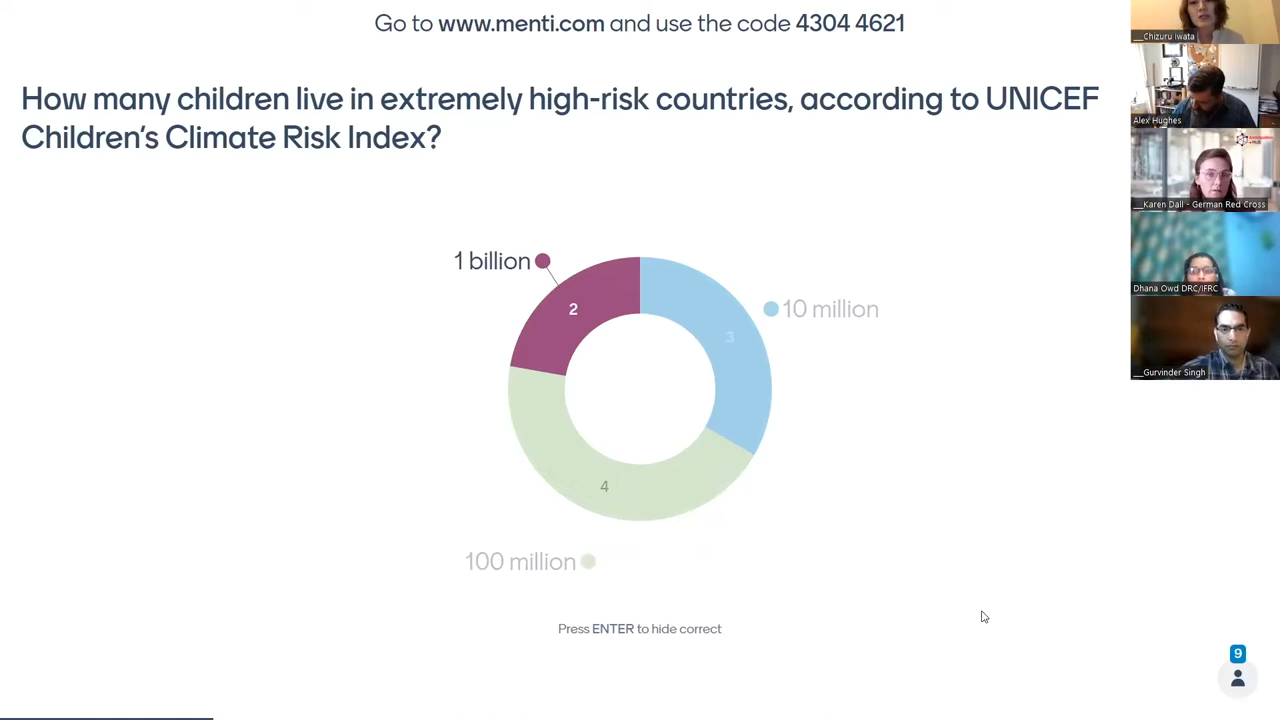 Go to www.menti.com and use the code 4304 4621
How many children live in extremely high-risk countries, according to UNICEF
Children's Climate Risk Index?
1 billion
2
10 million
3
4
100 million
Press ENTER to hide correct
9
__Chizuru Iwata
Alex Hughes
__Karen Dall - German Red Cross
Dhana Owd DRC/IFRC
__Gurvinder Singh